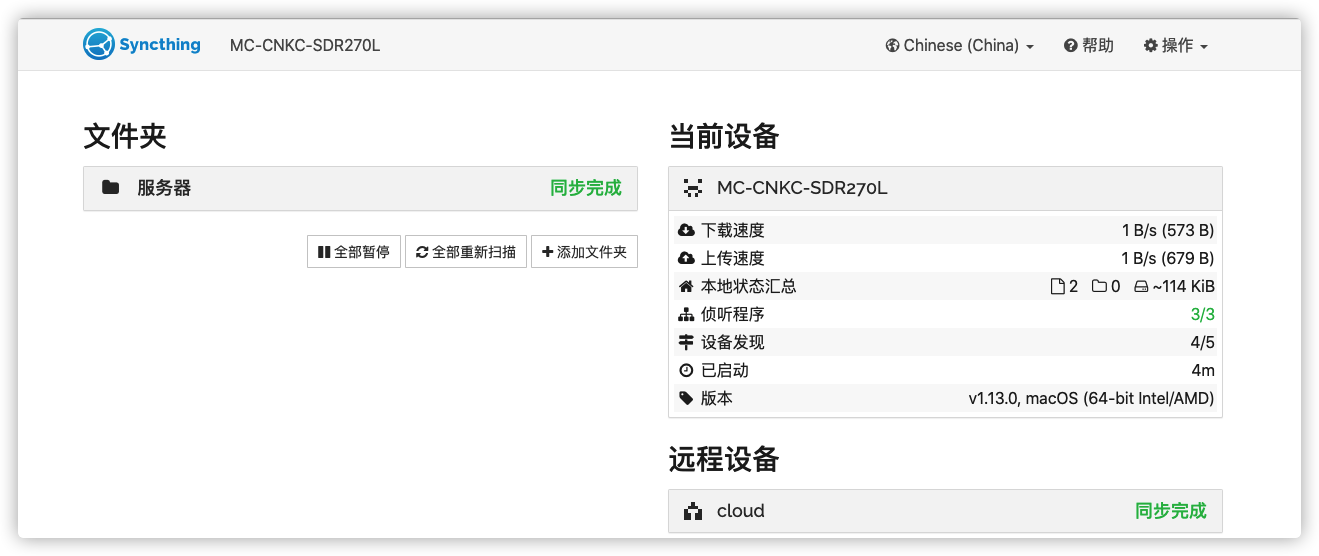 Syncthing MC-CNKC-SDR270L Chinese (China) 帮助 操作
文件夹
服务器 同步完成
全部暂停 全部重新扫描 添加文件夹
当前设备
MC-CNKC-SDR270L
下载速度 1 B/s (573 B)
上传速度 1 B/s (679 B)
本地状态汇总 2 0 ~114 KiB
侦听程序 3/3
设备发现 4/5
已启动 4m
版本 v1.13.0, macOS (64-bit Intel/AMD)
远程设备
cloud 同步完成